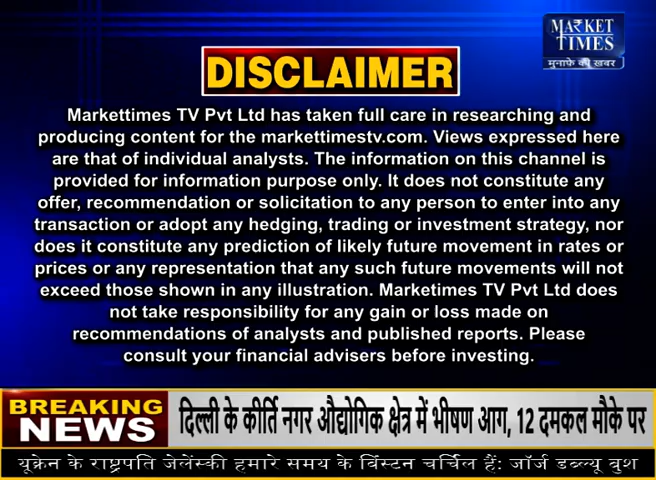 MARKET
TIMES
मुनाफे की खबर
DISCLAIMER
Markettimes TV Pvt Ltd has taken full care in researching and
producing content for the markettimestv.com. Views expressed here
are that of individual analysts. The information on this channel is
provided for information purpose only. It does not constitute any
offer, recommendation or solicitation to any person to enter into any
transaction or adopt any hedging, trading or investment strategy, nor
does it constitute any prediction of likely future movement in rates or
prices or any representation that any such future movements will not
exceed those shown in any illustration. Marketimes TV Pvt Ltd does
not take responsibility for any gain or loss made on
recommendations of analysts and published reports. Please
consult your financial advisers before investing.
BREAKING
NEWS
दिल्ली के कीर्ति नगर औद्योगिक क्षेत्र में भीषण आग, 12 दमकल मौके पर
यूक्रेन के राष्ट्रपति जेलेंस्की हमारे समय के विंस्टन चर्चिल हैं: जॉर्ज डब्ल्यू बुश